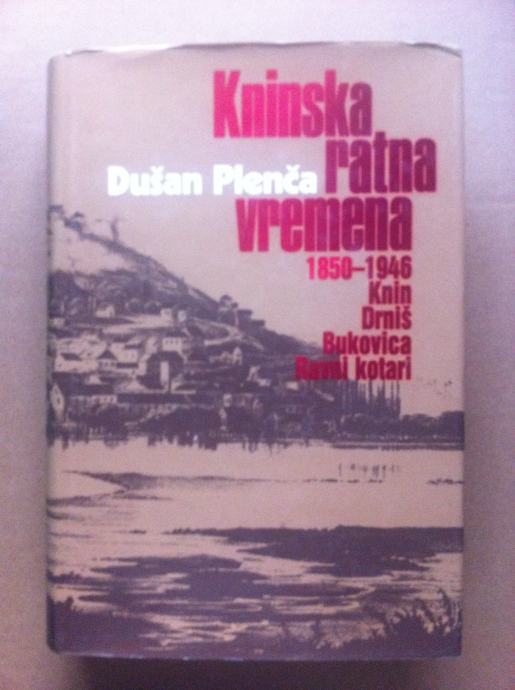 Kninska
Dušan Plenča ratna
vremena
1850-1946
Knin
Drniš
Bukovica
Ravni kotari